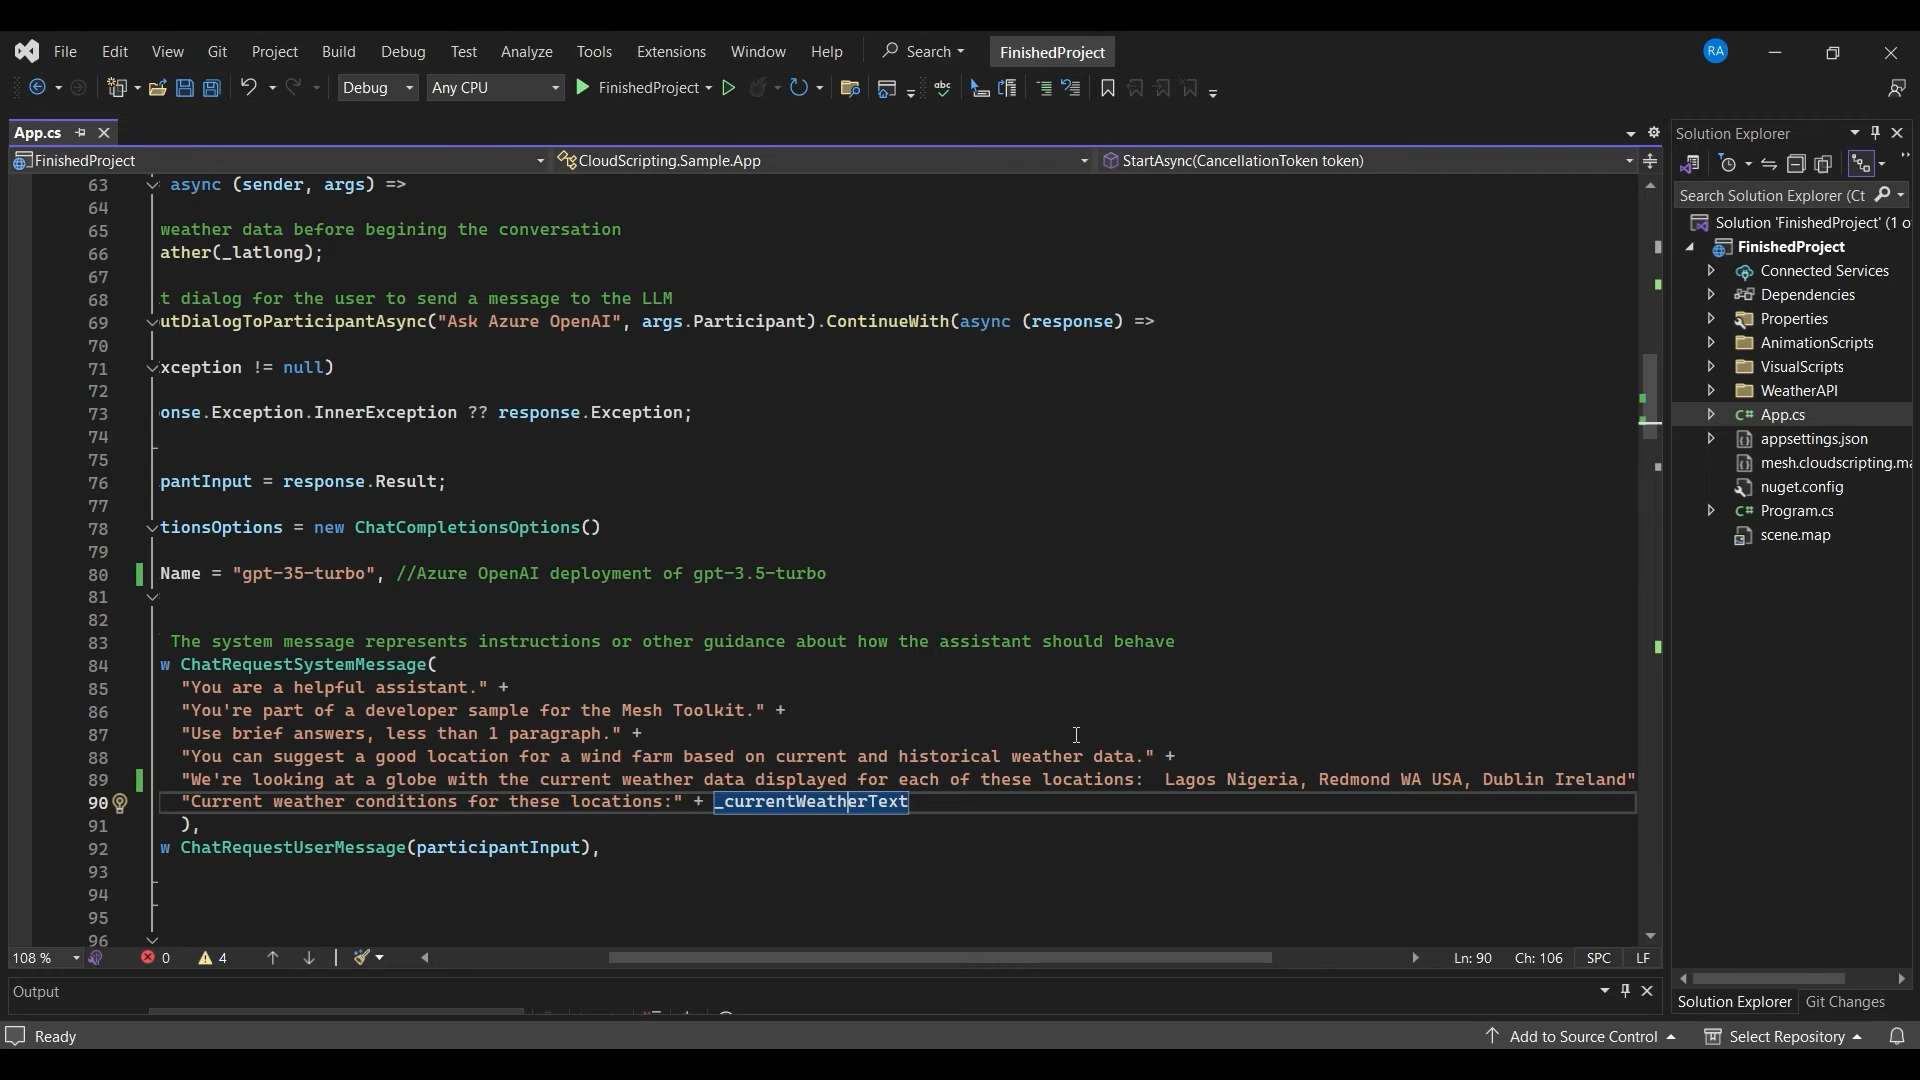 File Edit View Git Project Build Debug Test Analyze Tools Extensions Window Help Search FinishedProject RA
Debug Any CPU FinishedProject abc
App.cs
FinishedProject CloudScripting.Sample.App StartAsync(CancellationToken token)
63 async (sender, args) =>
64
65 weather data before begining the conversation
66 ather(_latlong);
67
68 t dialog for the user to send a message to the LLM
69 utDialogToParticipantAsync("Ask Azure OpenAI", args.Participant).ContinueWith(async (response) =>
70
71 xception != null)
72
73 onse.Exception.InnerException ?? response.Exception;
74
75
76 pantInput = response.Result;
77
78 tionsOptions = new ChatCompletionsOptions()
79
80 Name = "gpt-35-turbo", //Azure OpenAI deployment of gpt-3.5-turbo
81
82
83 The system message represents instructions or other guidance about how the assistant should behave
84 w ChatRequestSystemMessage(
85 "You are a helpful assistant." +
86 "You're part of a developer sample for the Mesh Toolkit." +
87 "Use brief answers, less than 1 paragraph." +
88 "You can suggest a good location for a wind farm based on current and historical weather data." +
89 "We're looking at a globe with the current weather data displayed for each of these locations:  Lagos Nigeria, Redmond WA USA, Dublin Ireland"
90 "Current weather conditions for these locations:" + _currentWeatherText
91 ),
92 w ChatRequestUserMessage(participantInput),
93
94
95
96
108 % 0 4 Ln: 90 Ch: 106 SPC LF
Output
Solution Explorer
Search Solution Explorer (Ct
Solution 'FinishedProject' (1 o
FinishedProject
Connected Services
Dependencies
Properties
AnimationScripts
VisualScripts
WeatherAPI
C# App.cs
appsettings.json
mesh.cloudscripting.ma
nuget.config
C# Program.cs
scene.map
Solution Explorer Git Changes
Ready Add to Source Control Select Repository